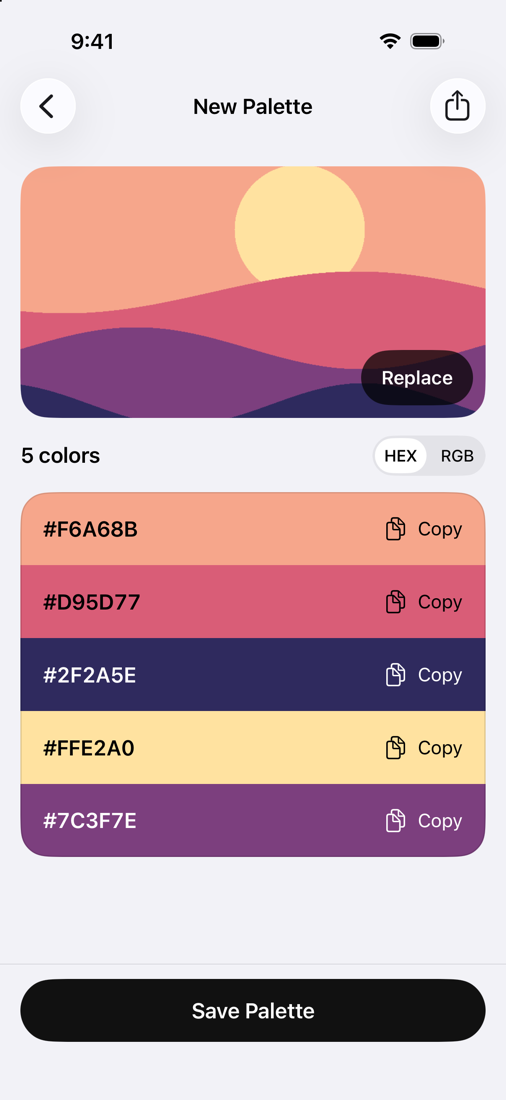 9:41
New Palette
Replace
5 colors
HEX RGB
#F6A68B Copy
#D95D77 Copy
#2F2A5E Copy
#FFE2A0 Copy
#7C3F7E Copy
Save Palette